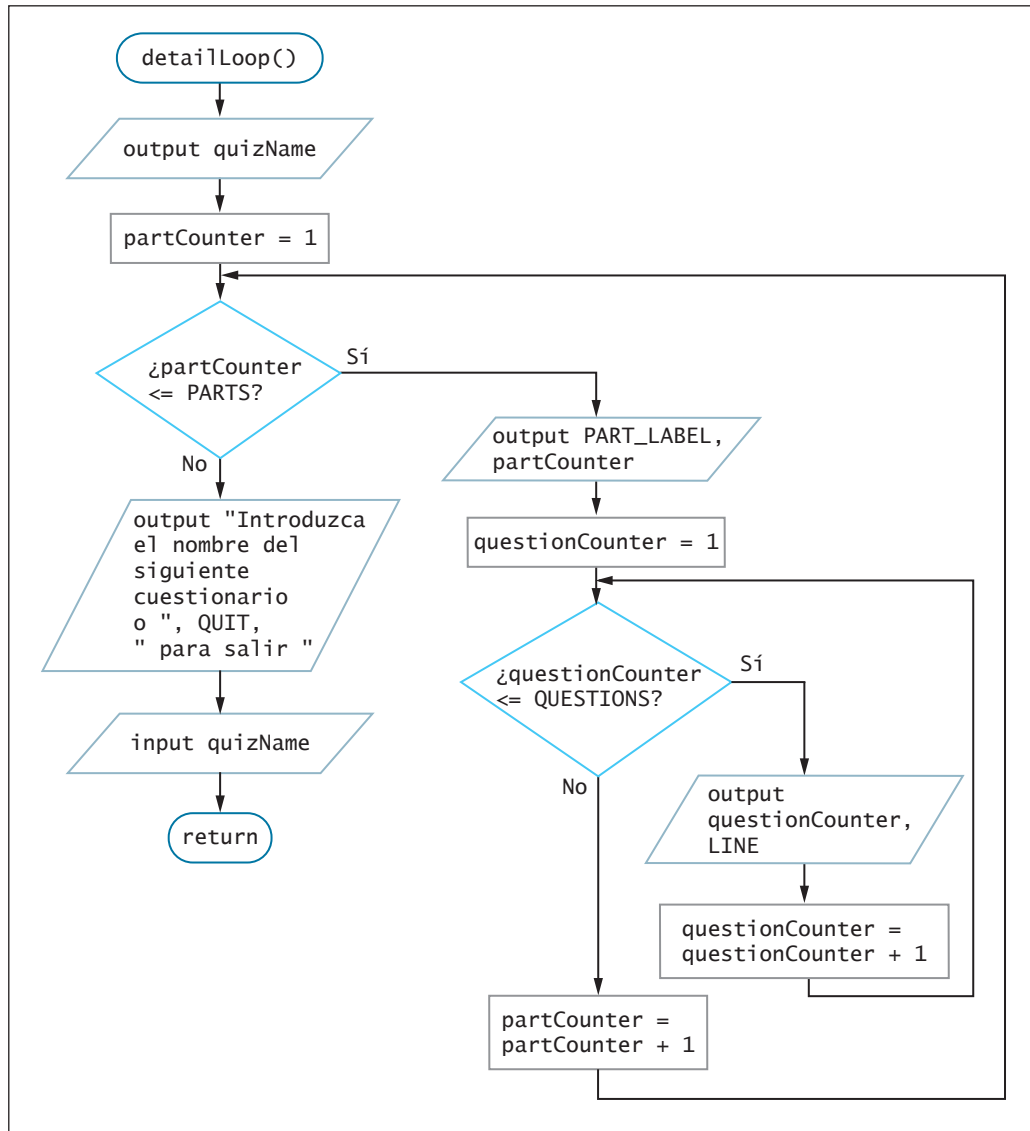 detailLoop()
output quizName
partCounter = 1
¿partCounter
<= PARTS?
Sí
No
output "Introduzca
el nombre del
siguiente
cuestionario
o ", QUIT,
" para salir "
input quizName
return
output PART_LABEL,
partCounter
questionCounter = 1
¿questionCounter
<= QUESTIONS?
Sí
No
output
questionCounter,
LINE
questionCounter =
questionCounter + 1
partCounter =
partCounter + 1